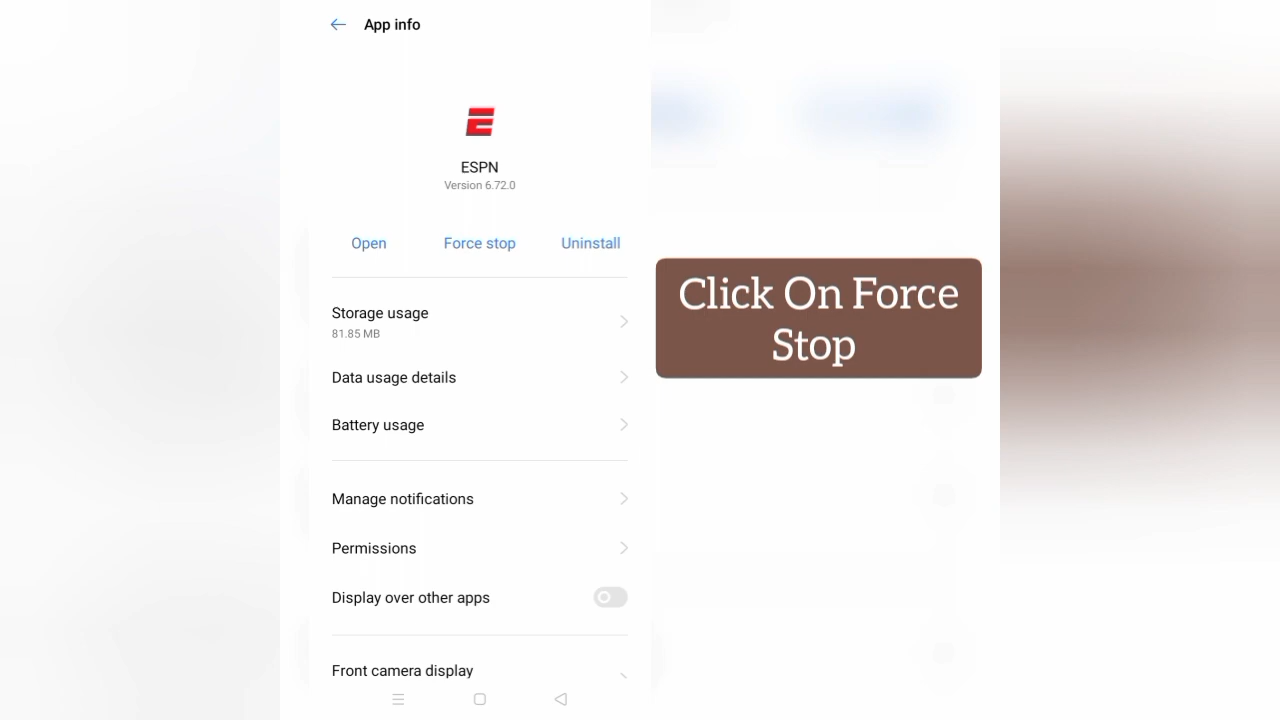 App info
ESPN
Version 6.72.0
Open Force stop Uninstall
Storage usage
81.85 MB
Data usage details
Battery usage
Manage notifications
Permissions
Display over other apps
Front camera display
Click On Force
Stop